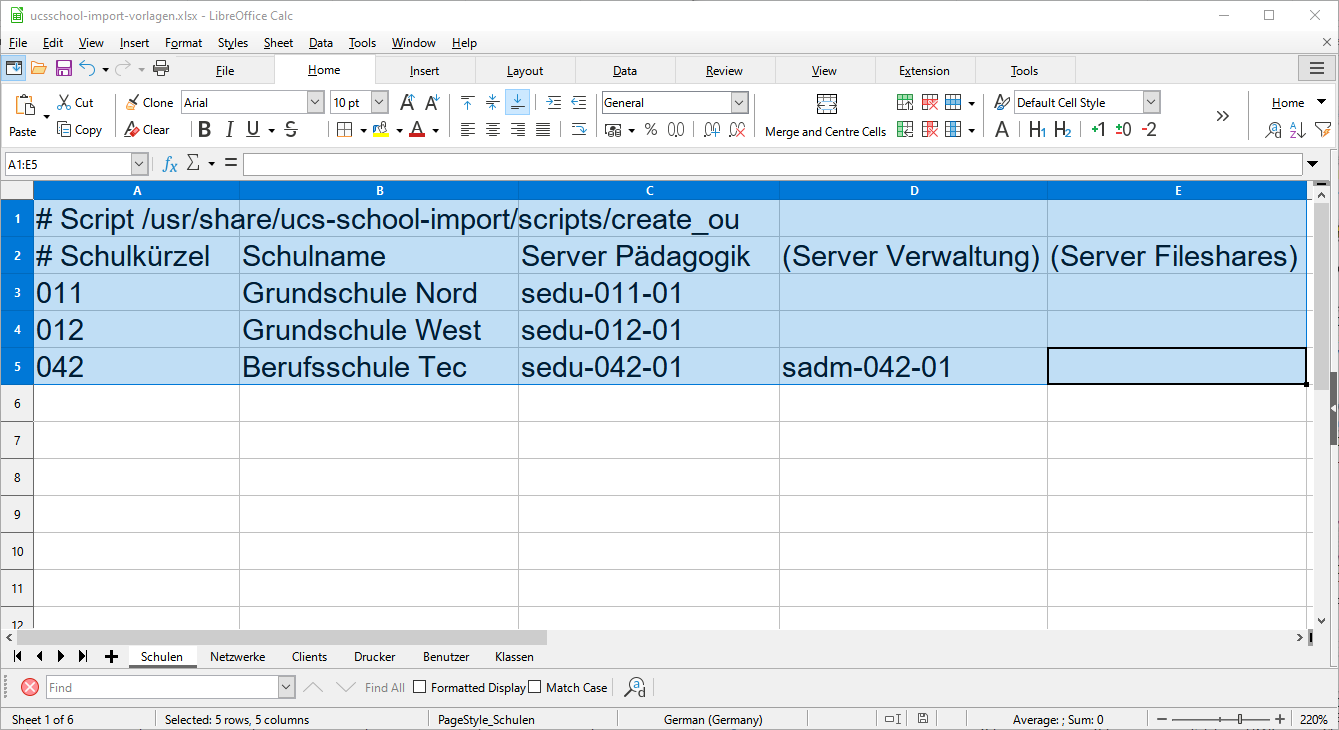 ucsschool-import-vorlagen.xlsx - LibreOffice Calc
File Edit View Insert Format Styles Sheet Data Tools Window Help
File Home Insert Layout Data Review View Extension Tools
Paste Cut Clone Arial 10 pt General Default Cell Style Home
Copy Clear B I U S % 0,0 Merge and Centre Cells A H1 H2 +1 ±0 -2
A1:E5 fx Σ =
A B C D E
1 # Script /usr/share/ucs-school-import/scripts/create_ou
2 # Schulkürzel Schulname Server Pädagogik (Server Verwaltung) (Server Fileshares)
3 011 Grundschule Nord sedu-011-01
4 012 Grundschule West sedu-012-01
5 042 Berufsschule Tec sedu-042-01 sadm-042-01
6
7
8
9
10
11
12
Schulen Netzwerke Clients Drucker Benutzer Klassen
Find Find All Formatted Display Match Case
Sheet 1 of 6 Selected: 5 rows, 5 columns PageStyle_Schulen German (Germany) Average: ; Sum: 0 220%